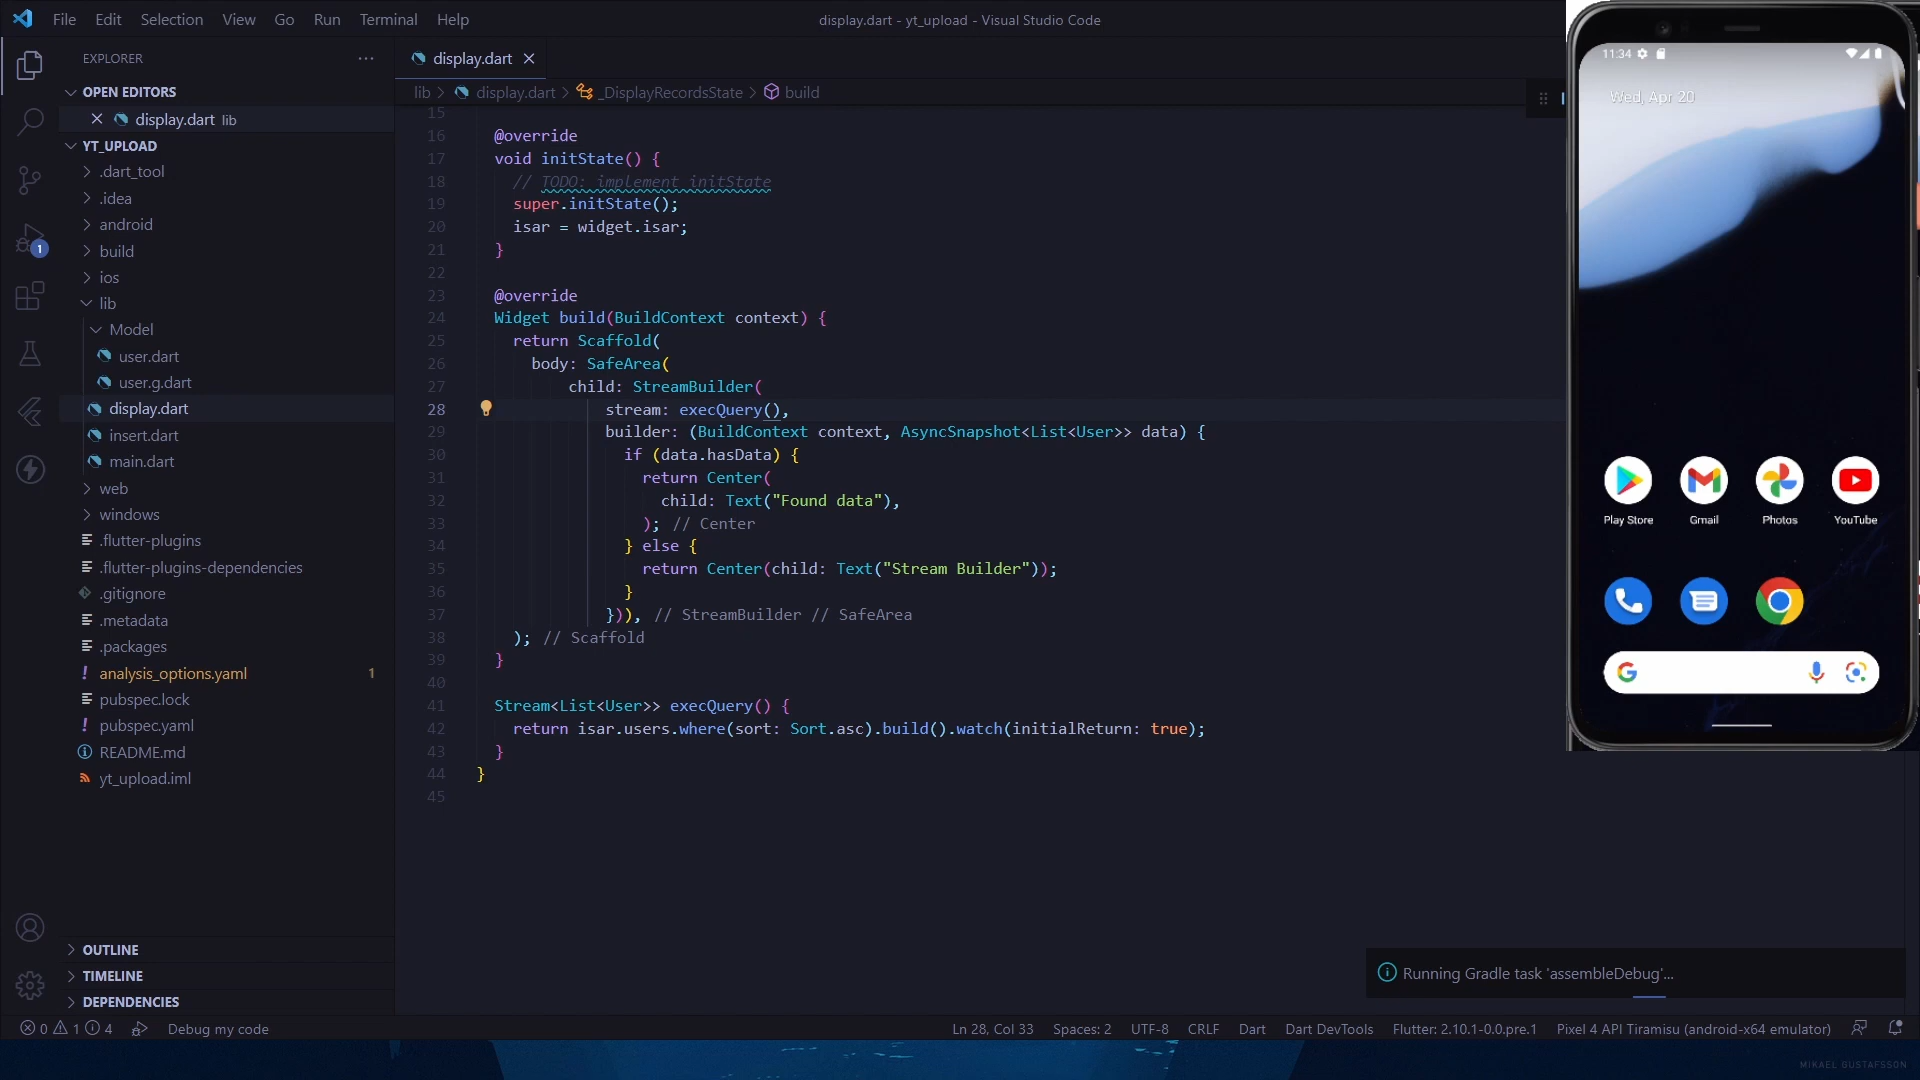 File Edit Selection View Go Run Terminal Help
display.dart - yt_upload - Visual Studio Code
EXPLORER
OPEN EDITORS
display.dart lib
YT_UPLOAD
.dart_tool
.idea
android
build
ios
lib
Model
user.dart
user.g.dart
display.dart
insert.dart
main.dart
web
windows
.flutter-plugins
.flutter-plugins-dependencies
.gitignore
.metadata
.packages
analysis_options.yaml 1
pubspec.lock
pubspec.yaml
README.md
yt_upload.iml
OUTLINE
TIMELINE
DEPENDENCIES
1
display.dart
lib > display.dart > _DisplayRecordsState > build
15
16 @override
17 void initState() {
18 // TODO: implement initState
19 super.initState();
20 isar = widget.isar;
21 }
22
23 @override
24 Widget build(BuildContext context) {
25 return Scaffold(
26 body: SafeArea(
27 child: StreamBuilder(
28 stream: execQuery(),
29 builder: (BuildContext context, AsyncSnapshot<List<User>> data) {
30 if (data.hasData) {
31 return Center(
32 child: Text("Found data"),
33 ); // Center
34 } else {
35 return Center(child: Text("Stream Builder"));
36 }
37 })), // StreamBuilder // SafeArea
38 ); // Scaffold
39 }
40
41 Stream<List<User>> execQuery() {
42 return isar.users.where(sort: Sort.asc).build().watch(initialReturn: true);
43 }
44 }
45
11:34
Wed, Apr 20
Play Store Gmail Photos YouTube
Running Gradle task 'assembleDebug'...
0 1 4 Debug my code
Ln 28, Col 33 Spaces: 2 UTF-8 CRLF Dart Dart DevTools Flutter: 2.10.1-0.0.pre.1 Pixel 4 API Tiramisu (android-x64 emulator)
MIKAEL GUSTAFSSON